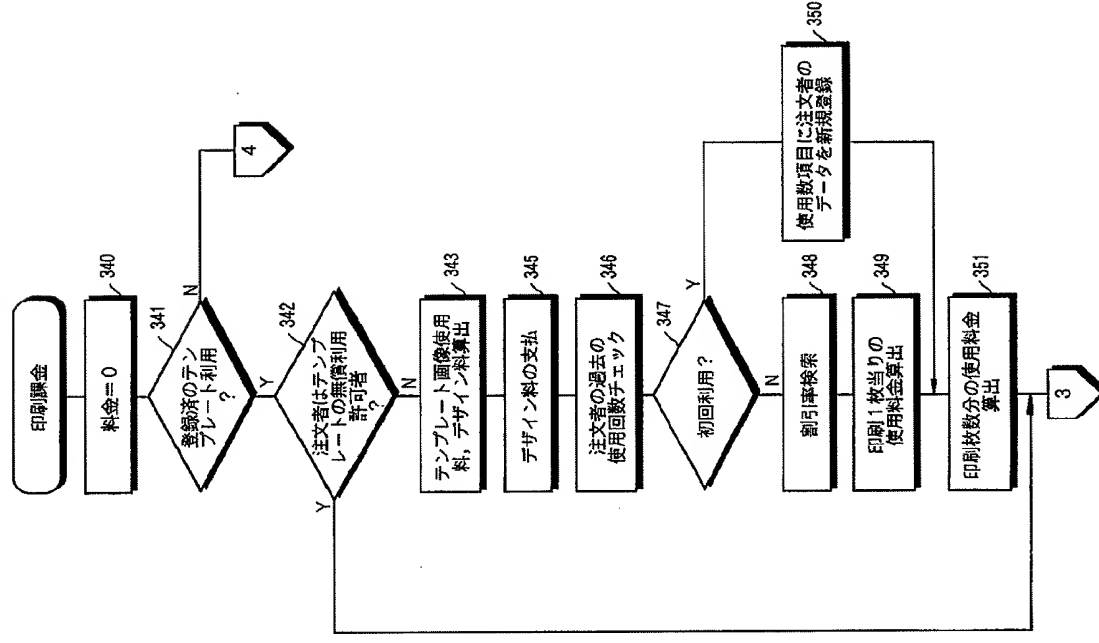 印刷課金
料金=0
340
登録済のテン
プレート利用
?
341
N
4
Y
注文者はテンプ
レートの無償利用
許可者
?
342
Y
N
テンプレート画像使用
料，デザイン料算出
343
デザイン料の支払
345
注文者の過去の
使用回数チェック
346
初回利用?
347
Y
N
使用数項目に注文者の
データを新規登録
350
割引率検索
348
印刷1枚当りの
使用料金算出
349
印刷枚数分の使用料金
算出
351
3